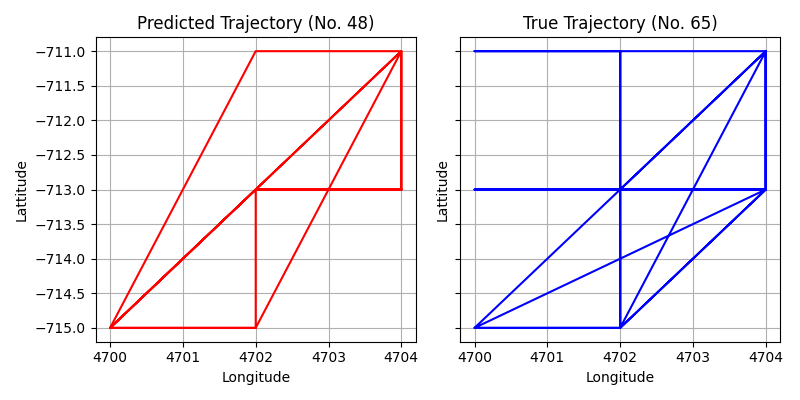 Predicted Trajectory (No. 48)
True Trajectory (No. 65)
Lattitude
−711.0
−711.5
−712.0
−712.5
−713.0
−713.5
−714.0
−714.5
−715.0
4700 4701 4702 4703 4704
Longitude
Lattitude
4700 4701 4702 4703 4704
Longitude